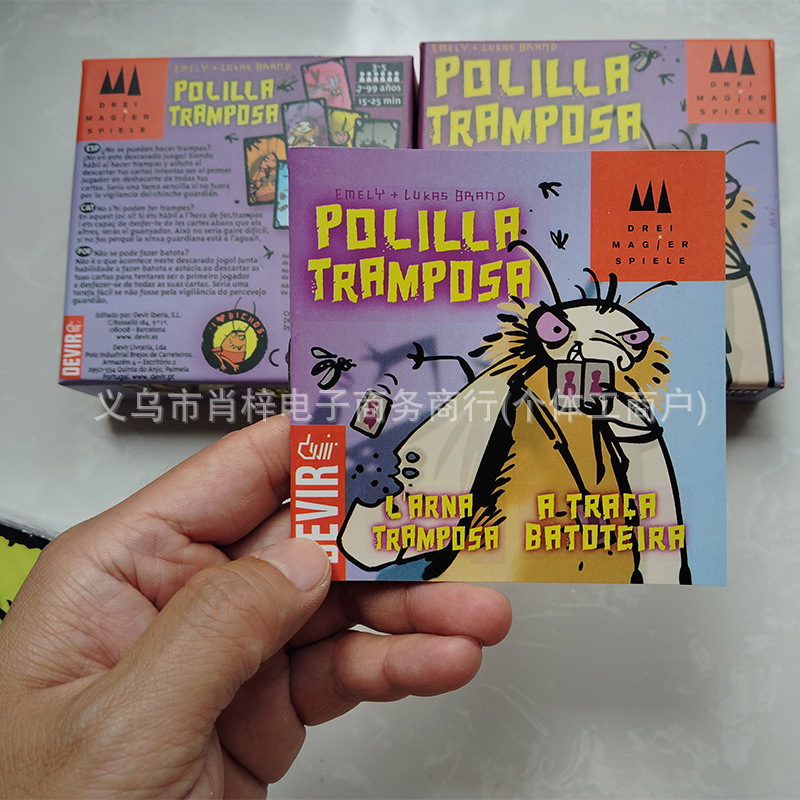 EMELY + LUKAS BRAND
POLILLA
TRAMPOSA
DREI
MAGIER
SPIELE
3-5
7-99 años
15-25 min
ESP ¿No se pueden hacer trampas?
¡No en este descarado juego! Siendo
hábil al hacer trampas y astuto al
descartar tus cartas intentas ser el primer
jugador en deshacerte de todas tus
cartas. Sería una tarea sencilla si no fuera
por la vigilancia del chinche guardián.
CAT No s'hi poden fer trampes?
En aquest joc sí! Si ets hàbil a l'hora de fer trampes
i ets capaç de desfer-te de les cartes abans que els
altres, seràs el guanyador. Això no seria gaire difícil,
si no fos perquè la xinxa guardiana està a l'aguait.
POR Não se pode fazer batota?
Não é o que acontece neste descarado jogo! Junta
habilidade a fazer batota e astúcia ao descartar as
tuas cartas para tentares ser o primeiro jogador
a desfazer-se de todas as suas cartas. Seria uma
tarefa fácil se não fosse pela vigilância do percevejo
guardião.
DEVIR
Editado por: Devir Iberia, S.L.
C/Rosselló 184, 6º1ª.
08008 - Barcelona
www.devir.es
Devir Livraria, Lda
Polo Industrial Brejos de Carreteiros,
Armazém 4 - Escritório 2
2950-554 Quinta do Anjo, Palmela
Portugal www.devir.pt
I ♥ BICHOS
EMELY + LUKAS BRAND
POLILLA
TRAMPOSA
DREI
MAGIER
SPIELE
EMELY + LUKAS BRAND
POLILLA
TRAMPOSA
DREI
MAGIER
SPIELE
L'ARNA
TRAMPOSA
A TRAÇA
BATOTEIRA
DEVIR
义乌市肖梓电子商务商行(个体工商户)